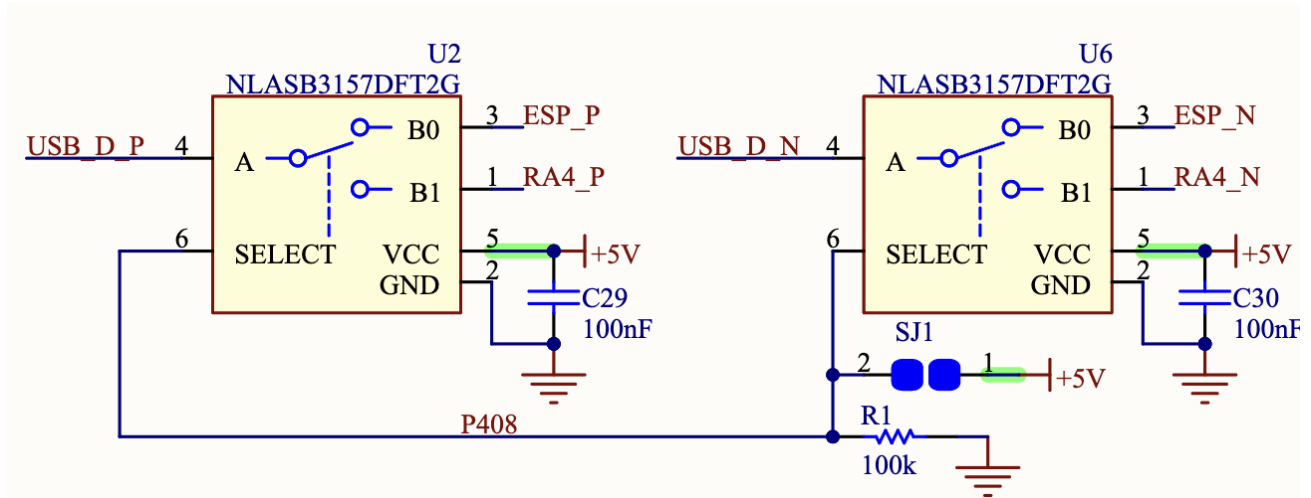 U2
NLASB3157DFT2G
USB_D_P 4 A B0 3 ESP_P
B1 1 RA4_P
6 SELECT VCC 5 +5V
GND 2
C29
100nF
U6
NLASB3157DFT2G
USB_D_N 4 A B0 3 ESP_N
B1 1 RA4_N
6 SELECT VCC 5 +5V
GND 2
C30
100nF
SJ1
2 1 +5V
P408
R1
100k